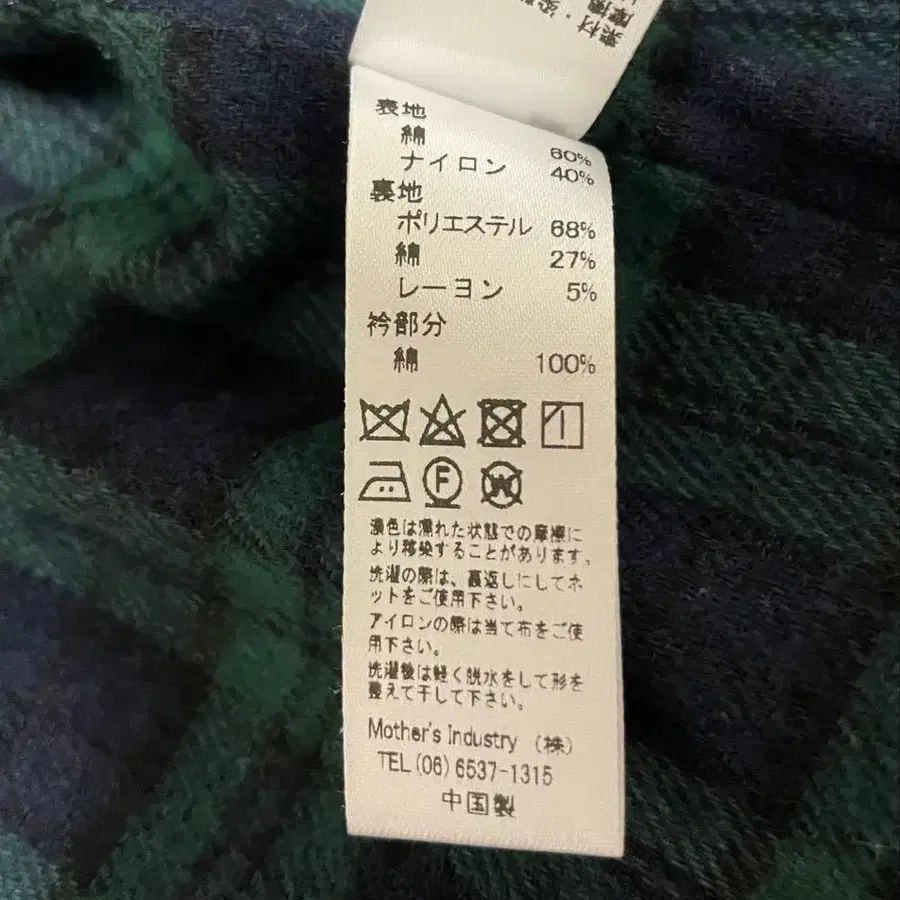 素材・染
摩擦
表地
綿 60%
ナイロン 40%
裏地
ポリエステル 68%
綿 27%
レーヨン 5%
衿部分
綿 100%
F
W
濃色は濡れた状態での摩擦に
より移染することがあります。
洗濯の際は、裏返しにしてネ
ットをご使用下さい。
アイロンの際は当て布をご使
用下さい。
洗濯後は軽く脱水をして形を
整えて干して下さい。
Mother's industry (株)
TEL (06) 6537-1315
中国製